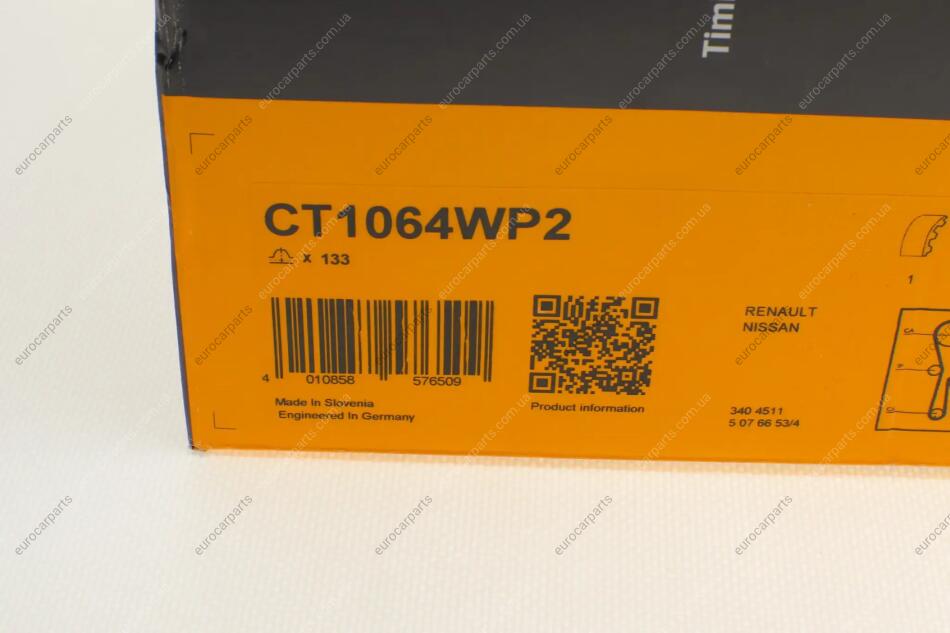 Tim
CT1064WP2
x 133
4 010858 576509
Made In Slovenia
Engineered In Germany
Product information
RENAULT
NISSAN
340 4511
5 07 66 53/4
1
CA
eurocarparts.com.ua
eurocarparts